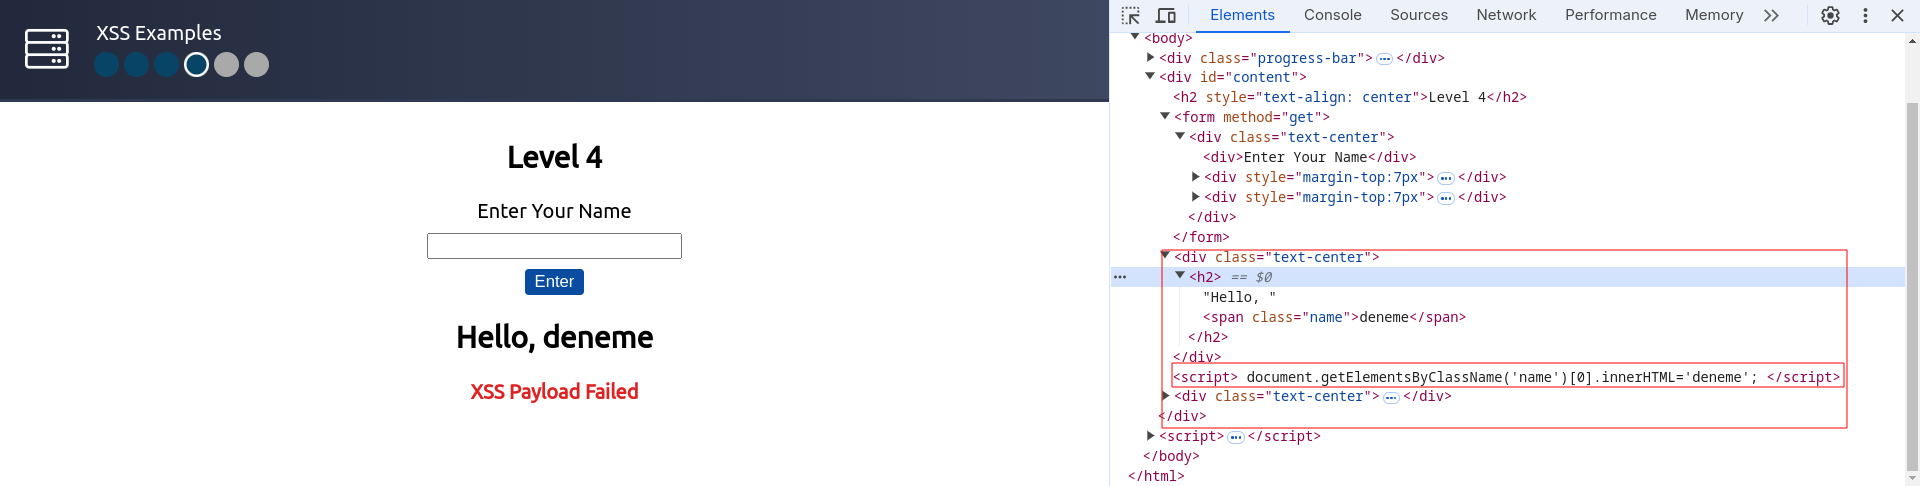 XSS Examples
Level 4
Enter Your Name
Enter
Hello, deneme
XSS Payload Failed
Elements Console Sources Network Performance Memory
<body>
<div class="progress-bar"> ··· </div>
<div id="content">
<h2 style="text-align: center">Level 4</h2>
<form method="get">
<div class="text-center">
<div>Enter Your Name</div>
<div style="margin-top:7px"> ··· </div>
<div style="margin-top:7px"> ··· </div>
</div>
</form>
<div class="text-center">
<h2> == $0
"Hello, "
<span class="name">deneme</span>
</h2>
</div>
<script> document.getElementsByClassName('name')[0].innerHTML='deneme'; </script>
<div class="text-center"> ··· </div>
</div>
<script> ··· </script>
</body>
</html>